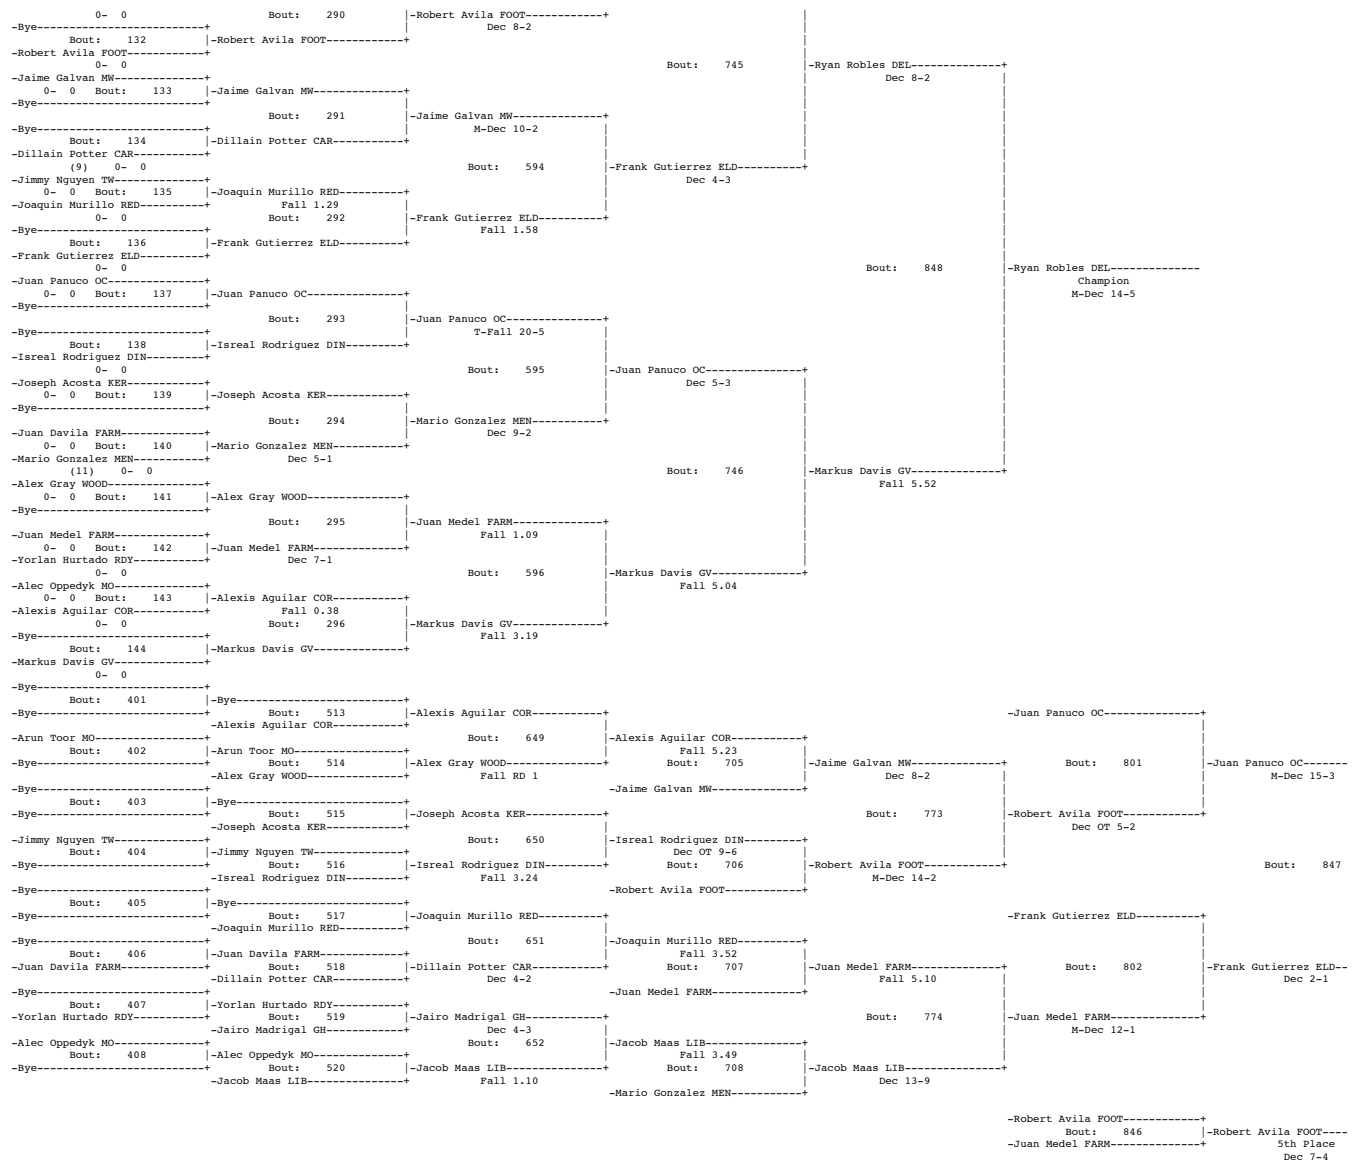 0- 0 Bout: 290 |-Robert Avila FOOT------------+ |
-Bye--------------------------+ | Dec 8-2 |
Bout: 132 |-Robert Avila FOOT------------+ |
-Robert Avila FOOT------------+ |
0- 0 Bout: 745 |-Ryan Robles DEL--------------+
-Jaime Galvan MW--------------+ | Dec 8-2 |
0- 0 Bout: 133 |-Jaime Galvan MW--------------+ | |
-Bye--------------------------+ | | |
Bout: 291 |-Jaime Galvan MW--------------+ | |
-Bye--------------------------+ | M-Dec 10-2 | | |
Bout: 134 |-Dillain Potter CAR-----------+ | | |
-Dillain Potter CAR-----------+ | | |
(9) 0- 0 Bout: 594 |-Frank Gutierrez ELD----------+ |
-Jimmy Nguyen TW--------------+ | Dec 4-3 |
0- 0 Bout: 135 |-Joaquin Murillo RED----------+ | |
-Joaquin Murillo RED----------+ Fall 1.29 | | |
0- 0 Bout: 292 |-Frank Gutierrez ELD----------+ |
-Bye--------------------------+ | Fall 1.58 |
Bout: 136 |-Frank Gutierrez ELD----------+ |
-Frank Gutierrez ELD----------+ |
0- 0 Bout: 848 |-Ryan Robles DEL--------------
-Juan Panuco OC---------------+ | Champion
0- 0 Bout: 137 |-Juan Panuco OC---------------+ | M-Dec 14-5
-Bye--------------------------+ | |
Bout: 293 |-Juan Panuco OC---------------+ |
-Bye--------------------------+ | T-Fall 20-5 | |
Bout: 138 |-Isreal Rodriguez DIN---------+ | |
-Isreal Rodriguez DIN---------+ | |
0- 0 Bout: 595 |-Juan Panuco OC---------------+ |
-Joseph Acosta KER------------+ | Dec 5-3 | |
0- 0 Bout: 139 |-Joseph Acosta KER------------+ | | |
-Bye--------------------------+ | | | |
Bout: 294 |-Mario Gonzalez MEN-----------+ | |
-Juan Davila FARM-------------+ | Dec 9-2 | |
0- 0 Bout: 140 |-Mario Gonzalez MEN-----------+ | |
-Mario Gonzalez MEN-----------+ Dec 5-1 | |
(11) 0- 0 Bout: 746 |-Markus Davis GV--------------+
-Alex Gray WOOD---------------+ | Fall 5.52
0- 0 Bout: 141 |-Alex Gray WOOD---------------+ |
-Bye--------------------------+ | |
Bout: 295 |-Juan Medel FARM--------------+ |
-Juan Medel FARM--------------+ | Fall 1.09 | |
0- 0 Bout: 142 |-Juan Medel FARM--------------+ | |
-Yorlan Hurtado RDY-----------+ Dec 7-1 | |
0- 0 Bout: 596 |-Markus Davis GV--------------+
-Alec Oppedyk MO--------------+ | Fall 5.04
0- 0 Bout: 143 |-Alexis Aguilar COR-----------+ |
-Alexis Aguilar COR-----------+ Fall 0.38 | |
0- 0 Bout: 296 |-Markus Davis GV--------------+
-Bye--------------------------+ | Fall 3.19
Bout: 144 |-Markus Davis GV--------------+
-Markus Davis GV--------------+
0- 0
-Bye--------------------------+
Bout: 401 |-Bye--------------------------+
-Bye--------------------------+ Bout: 513 |-Alexis Aguilar COR-----------+ -Juan Panuco OC---------------+
-Alexis Aguilar COR-----------+ | |
-Arun Toor MO-----------------+ Bout: 649 |-Alexis Aguilar COR-----------+ |
Bout: 402 |-Arun Toor MO-----------------+ | Fall 5.23 | |
-Bye--------------------------+ Bout: 514 |-Alex Gray WOOD---------------+ Bout: 705 |-Jaime Galvan MW--------------+ Bout: 801 |-Juan Panuco OC-------
-Alex Gray WOOD---------------+ Fall RD 1 | Dec 8-2 | | M-Dec 15-3
-Bye--------------------------+ -Jaime Galvan MW--------------+ | |
Bout: 403 |-Bye--------------------------+ | |
-Bye--------------------------+ Bout: 515 |-Joseph Acosta KER------------+ Bout: 773 |-Robert Avila FOOT------------+
-Joseph Acosta KER------------+ | | Dec OT 5-2
-Jimmy Nguyen TW--------------+ Bout: 650 |-Isreal Rodriguez DIN---------+ |
Bout: 404 |-Jimmy Nguyen TW--------------+ | Dec OT 9-6 | |
-Bye--------------------------+ Bout: 516 |-Isreal Rodriguez DIN---------+ Bout: 706 |-Robert Avila FOOT------------+ Bout: 847
-Isreal Rodriguez DIN---------+ Fall 3.24 | M-Dec 14-2
-Bye--------------------------+ -Robert Avila FOOT------------+
Bout: 405 |-Bye--------------------------+
-Bye--------------------------+ Bout: 517 |-Joaquin Murillo RED----------+ -Frank Gutierrez ELD----------+
-Joaquin Murillo RED----------+ | |
-Bye--------------------------+ Bout: 651 |-Joaquin Murillo RED----------+ |
Bout: 406 |-Juan Davila FARM-------------+ | Fall 3.52 | |
-Juan Davila FARM-------------+ Bout: 518 |-Dillain Potter CAR-----------+ Bout: 707 |-Juan Medel FARM--------------+ Bout: 802 |-Frank Gutierrez ELD--
-Dillain Potter CAR-----------+ Dec 4-2 | Fall 5.10 | | Dec 2-1
-Bye--------------------------+ -Juan Medel FARM--------------+ | |
Bout: 407 |-Yorlan Hurtado RDY-----------+ | |
-Yorlan Hurtado RDY-----------+ Bout: 519 |-Jairo Madrigal GH------------+ Bout: 774 |-Juan Medel FARM--------------+
-Jairo Madrigal GH------------+ Dec 4-3 | | M-Dec 12-1
-Alec Oppedyk MO--------------+ Bout: 652 |-Jacob Maas LIB---------------+ |
Bout: 408 |-Alec Oppedyk MO--------------+ | Fall 3.49 | |
-Bye--------------------------+ Bout: 520 |-Jacob Maas LIB---------------+ Bout: 708 |-Jacob Maas LIB---------------+
-Jacob Maas LIB---------------+ Fall 1.10 | Dec 13-9
-Mario Gonzalez MEN-----------+
-Robert Avila FOOT------------+
Bout: 846 |-Robert Avila FOOT----
-Juan Medel FARM--------------+ 5th Place
Dec 7-4